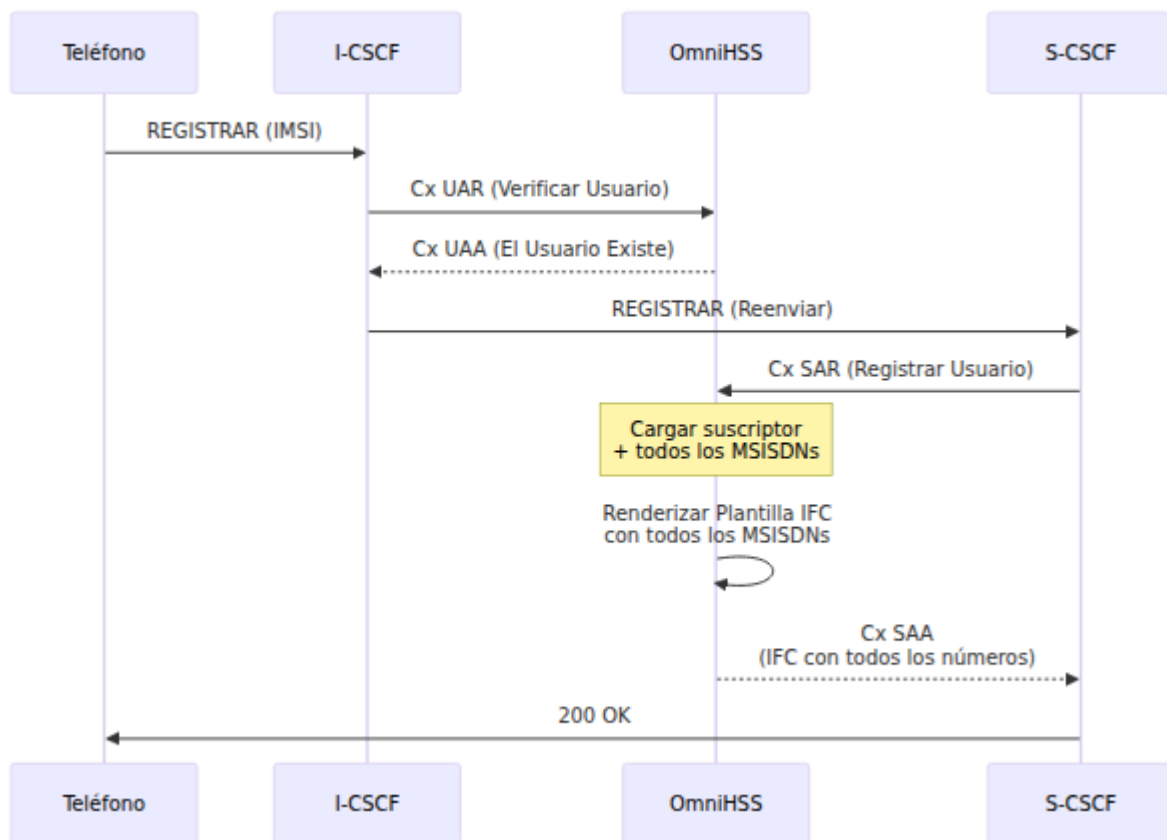 Teléfono
I-CSCF
OmniHSS
S-CSCF
REGISTRAR (IMSI)
Cx UAR (Verificar Usuario)
Cx UAA (El Usuario Existe)
REGISTRAR (Reenviar)
Cx SAR (Registrar Usuario)
Cargar suscriptor
+ todos los MSISDNs
Renderizar Plantilla IFC
con todos los MSISDNs
Cx SAA
(IFC con todos los números)
200 OK
Teléfono
I-CSCF
OmniHSS
S-CSCF